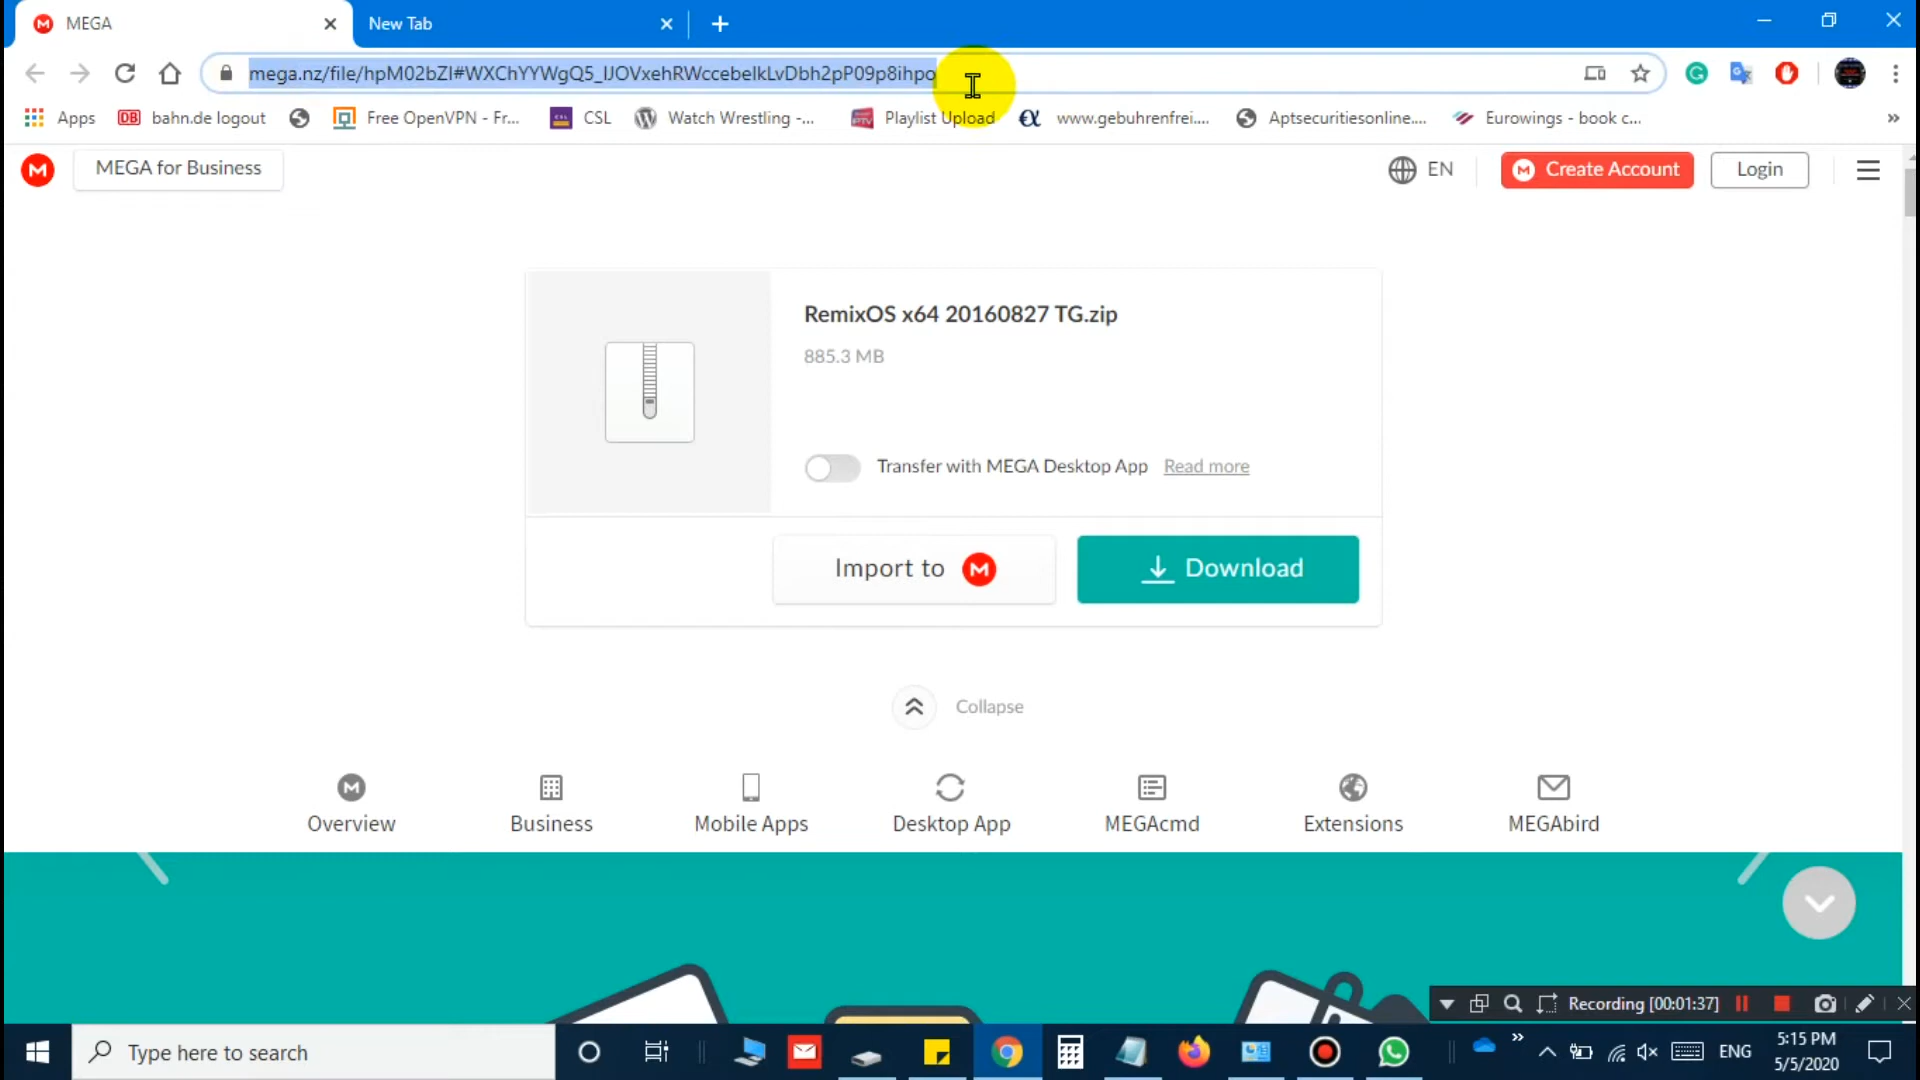 MEGA
New Tab
mega.nz/file/hpM02bZI#WXChYYWgQ5_IJOVxehRWccebeIkLvDbh2pP09p8ihpo
Apps
DB bahn.de logout
Free OpenVPN - Fr...
CSL
Watch Wrestling -...
Playlist Upload
www.gebuhrenfrei....
Aptsecuritiesonline....
Eurowings - book c...
»
MEGA for Business
EN
Create Account
Login
RemixOS x64 20160827 TG.zip
885.3 MB
Transfer with MEGA Desktop App Read more
Import to
Download
Collapse
Overview
Business
Mobile Apps
Desktop App
MEGAcmd
Extensions
MEGAbird
Recording [00:01:37]
Type here to search
ENG
5:15 PM
5/5/2020